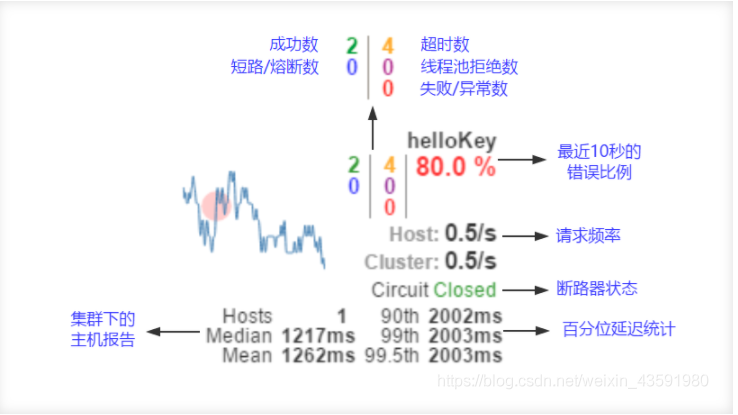 成功数 2 4 超时数
短路/熔断数 0 0 线程池拒绝数
0 失败/异常数
helloKey
2 4 80.0 %
0 0
0
最近10秒的
错误比例
Host: 0.5/s 请求频率
Cluster: 0.5/s
Circuit Closed 断路器状态
集群下的
主机报告
Hosts 1 90th 2002ms
Median 1217ms 99th 2003ms
Mean 1262ms 99.5th 2003ms
百分位延迟统计
https://blog.csdn.net/weixin_43591980